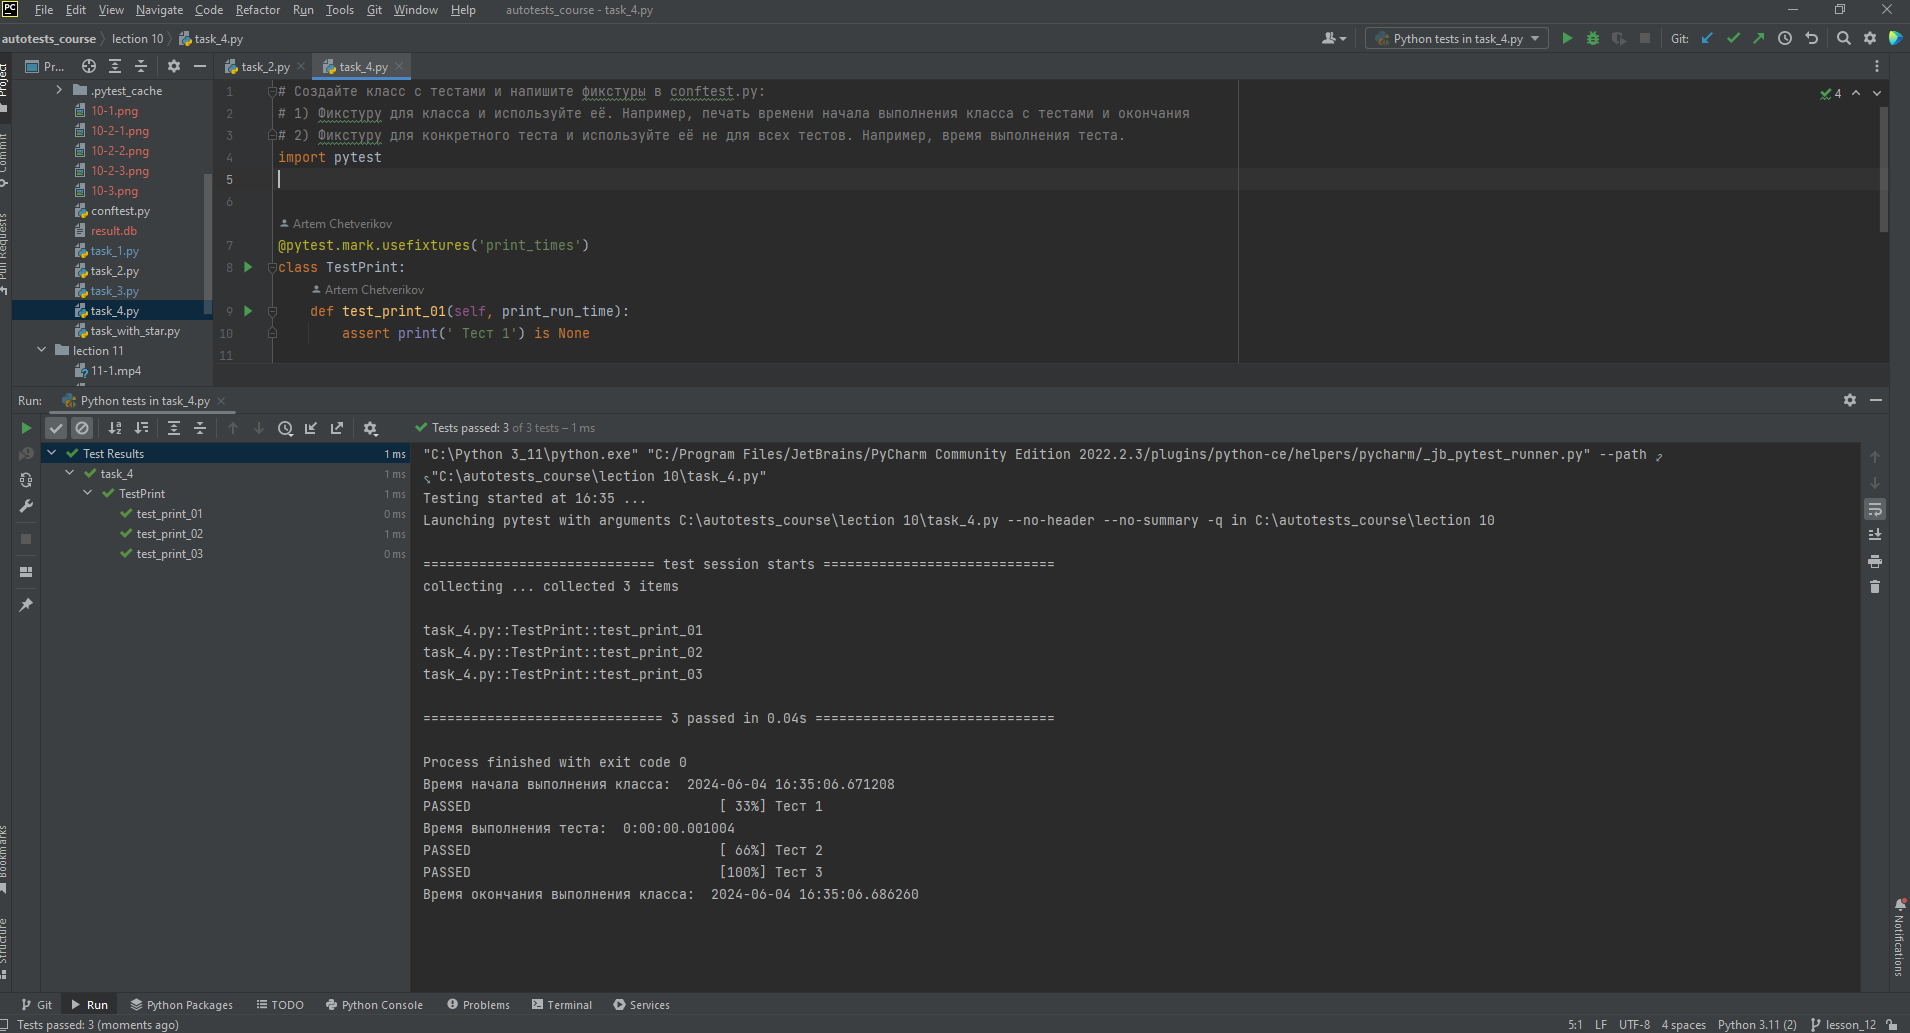 PC File Edit View Navigate Code Refactor Run Tools Git Window Help autotests_course - task_4.py
autotests_course lection 10 task_4.py Python tests in task_4.py Git:
Project
Commit
Pull Requests
Bookmarks
Structure
Pr... task_2.py task_4.py
.pytest_cache
10-1.png
10-2-1.png
10-2-2.png
10-2-3.png
10-3.png
conftest.py
result.db
task_1.py
task_2.py
task_3.py
task_4.py
task_with_star.py
lection 11
11-1.mp4
4
1 # Создайте класс с тестами и напишите фикстуры в conftest.py:
2 # 1) Фикстуру для класса и используйте её. Например, печать времени начала выполнения класса с тестами и окончания
3 # 2) Фикстуру для конкретного теста и используйте её не для всех тестов. Например, время выполнения теста.
4 import pytest
5
6
Artem Chetverikov
7 @pytest.mark.usefixtures('print_times')
8 class TestPrint:
Artem Chetverikov
9 def test_print_01(self, print_run_time):
10 assert print(' Тест 1') is None
11
Run: Python tests in task_4.py
Tests passed: 3 of 3 tests – 1 ms
Test Results 1 ms
task_4 1 ms
TestPrint 1 ms
test_print_01 0 ms
test_print_02 1 ms
test_print_03 0 ms
"C:\Python 3_11\python.exe" "C:/Program Files/JetBrains/PyCharm Community Edition 2022.2.3/plugins/python-ce/helpers/pycharm/_jb_pytest_runner.py" --path
"C:\autotests_course\lection 10\task_4.py"
Testing started at 16:35 ...
Launching pytest with arguments C:\autotests_course\lection 10\task_4.py --no-header --no-summary -q in C:\autotests_course\lection 10
============================= test session starts =============================
collecting ... collected 3 items
task_4.py::TestPrint::test_print_01
task_4.py::TestPrint::test_print_02
task_4.py::TestPrint::test_print_03
============================== 3 passed in 0.04s ==============================
Process finished with exit code 0
Время начала выполнения класса:  2024-06-04 16:35:06.671208
PASSED [ 33%] Тест 1
Время выполнения теста:  0:00:00.001004
PASSED [ 66%] Тест 2
PASSED [100%] Тест 3
Время окончания выполнения класса:  2024-06-04 16:35:06.686260
Notifications
Git Run Python Packages TODO Python Console Problems Terminal Services
Tests passed: 3 (moments ago) 5:1 LF UTF-8 4 spaces Python 3.11 (2) lesson_12